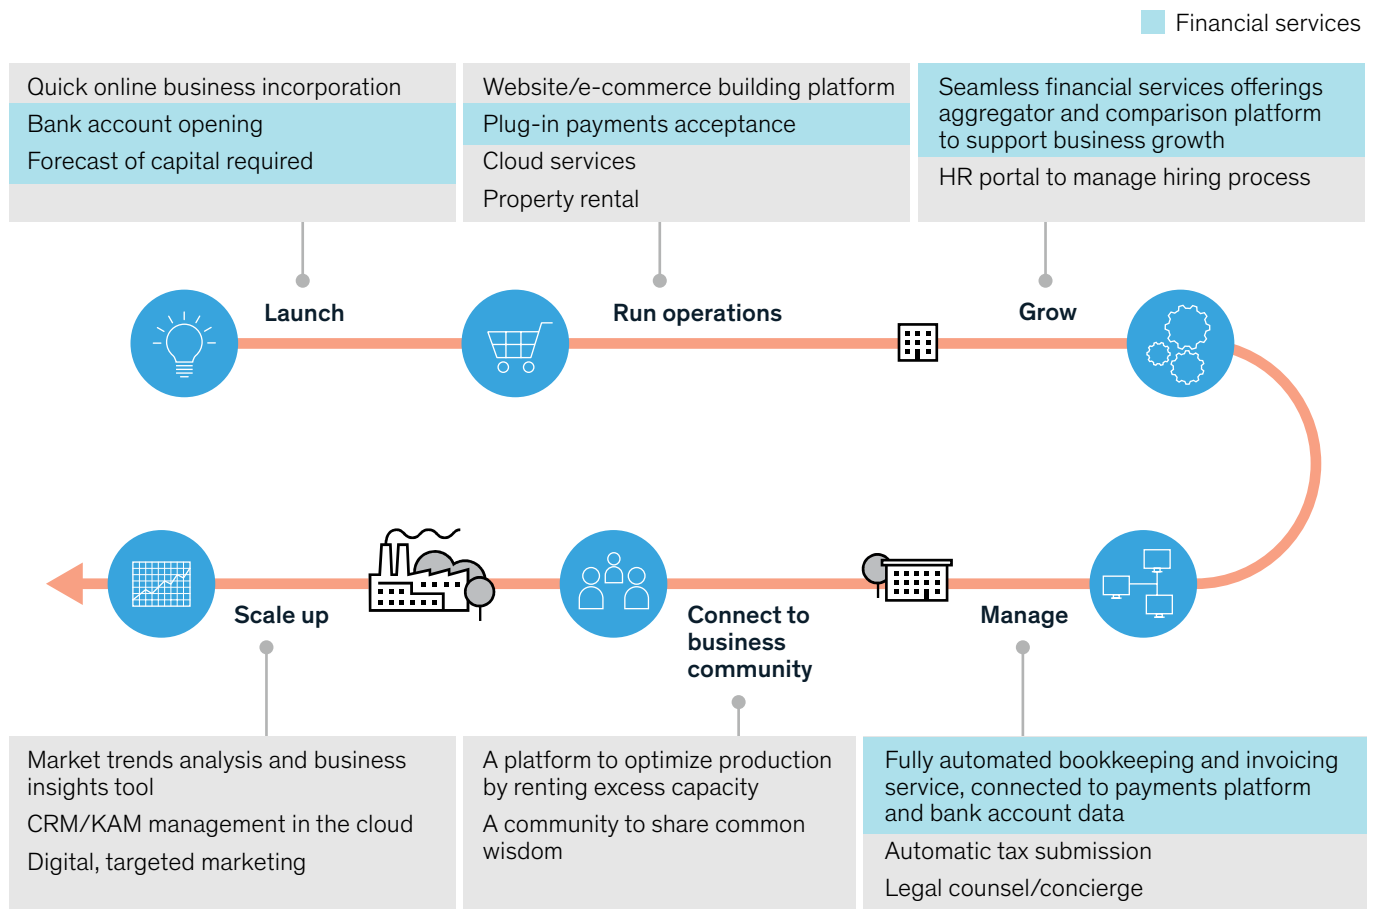 Financial services
Quick online business incorporation
Bank account opening
Forecast of capital required
Website/e-commerce building platform
Plug-in payments acceptance
Cloud services
Property rental
Seamless financial services offerings
aggregator and comparison platform
to support business growth
HR portal to manage hiring process
Launch
Run operations
Grow
Scale up
Connect to
business
community
Manage
Market trends analysis and business
insights tool
CRM/KAM management in the cloud
Digital, targeted marketing
A platform to optimize production
by renting excess capacity
A community to share common
wisdom
Fully automated bookkeeping and invoicing
service, connected to payments platform
and bank account data
Automatic tax submission
Legal counsel/concierge